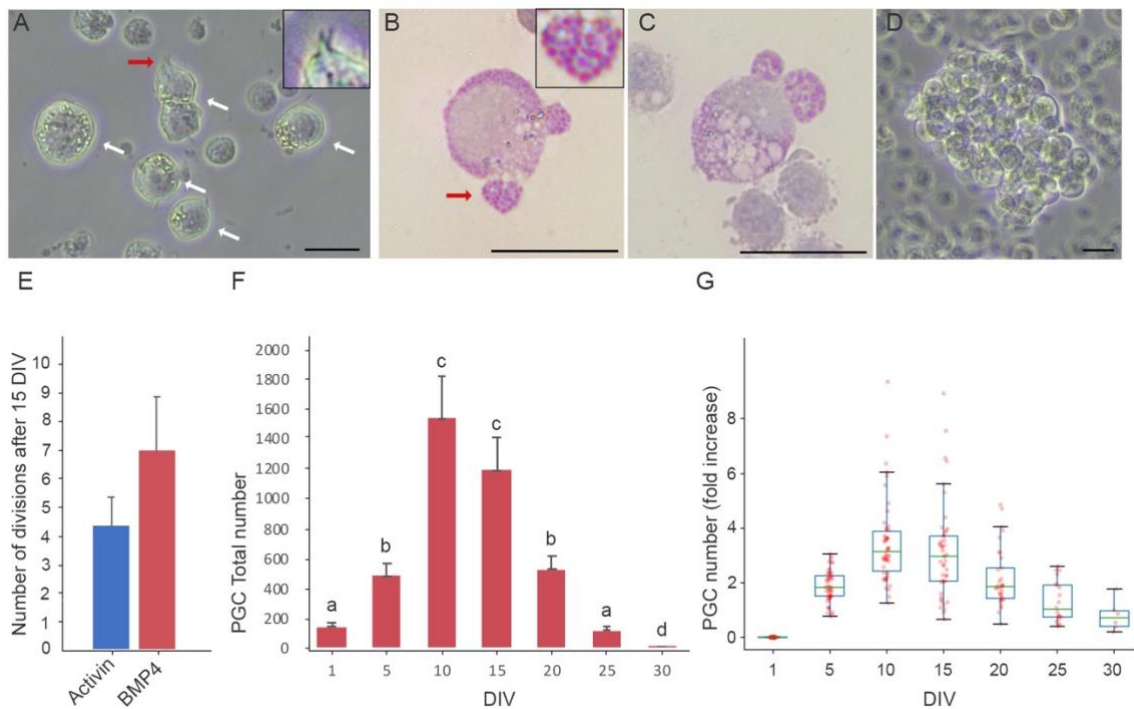 A
B
C
D
E
F
G
Number of divisions after 15 DIV
10
9
8
7
6
5
4
3
2
1
0
Activin
BMP4
PGC Total number
2000
1800
1600
1400
1200
1000
800
600
400
200
0
a
b
c
c
b
a
d
1 5 10 15 20 25 30
DIV
PGC number (fold increase)
8
6
4
2
0
1 5 10 15 20 25 30
DIV